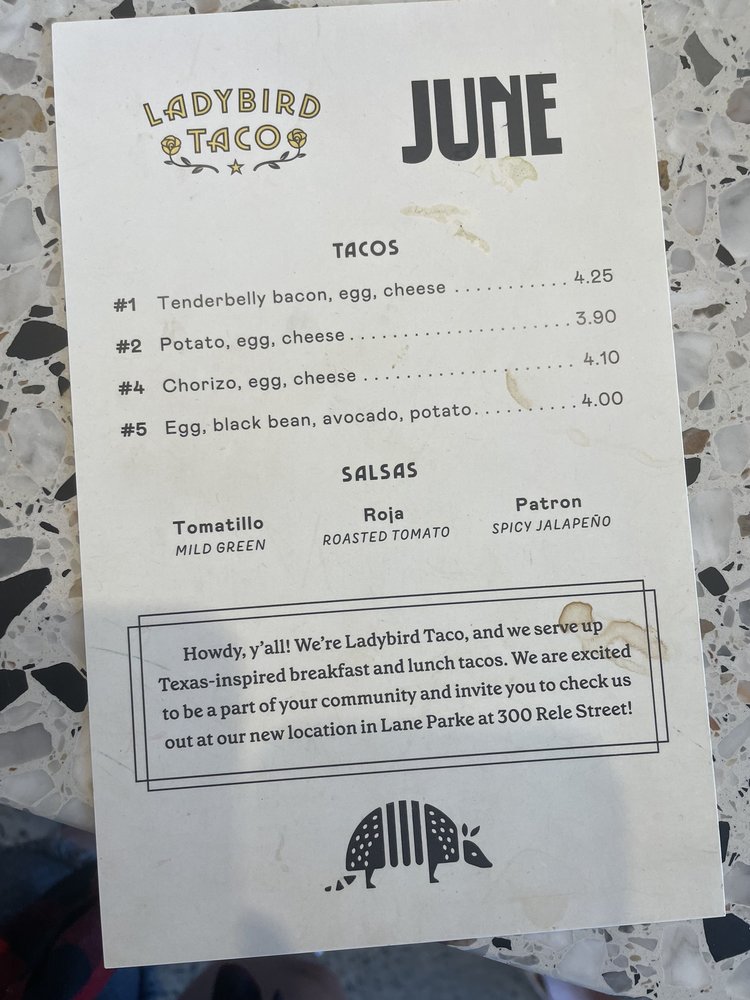 LADYBIRD
TACO
JUNE
TACOS
#1 Tenderbelly bacon, egg, cheese .......... 4.25
#2 Potato, egg, cheese .................... 3.90
#4 Chorizo, egg, cheese ................... 4.10
#5 Egg, black bean, avocado, potato.......... 4.00
SALSAS
Tomatillo
MILD GREEN
Roja
ROASTED TOMATO
Patron
SPICY JALAPEÑO
Howdy, y'all! We're Ladybird Taco, and we serve up
Texas-inspired breakfast and lunch tacos. We are excited
to be a part of your community and invite you to check us
out at our new location in Lane Parke at 300 Rele Street!